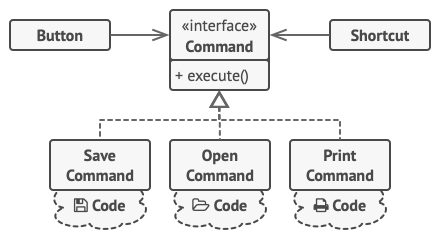 Button
«interface»
Command
Shortcut
+ execute()
Save
Command
Open
Command
Print
Command
Code
Code
Code